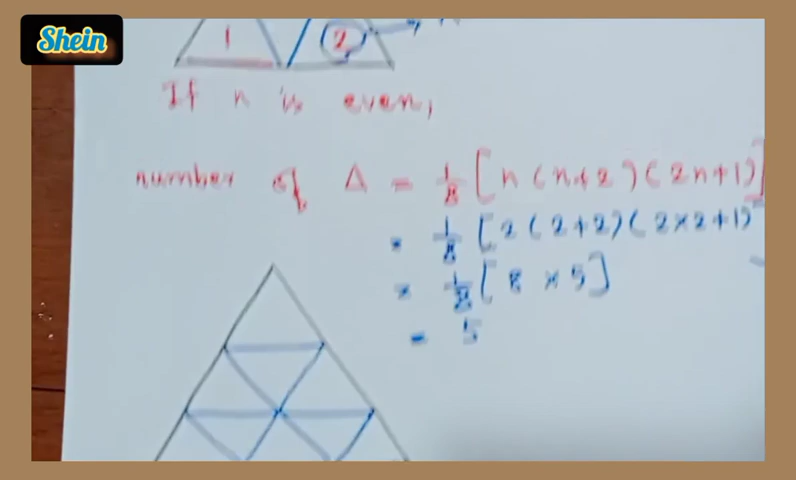 Shein
1 2
If n is even,
number of Δ = 1/8 [n(n+2)(2n+1)]
= 1/8 [2(2+2)(2×2+1)
= 1/8 [8 × 5]
= 5